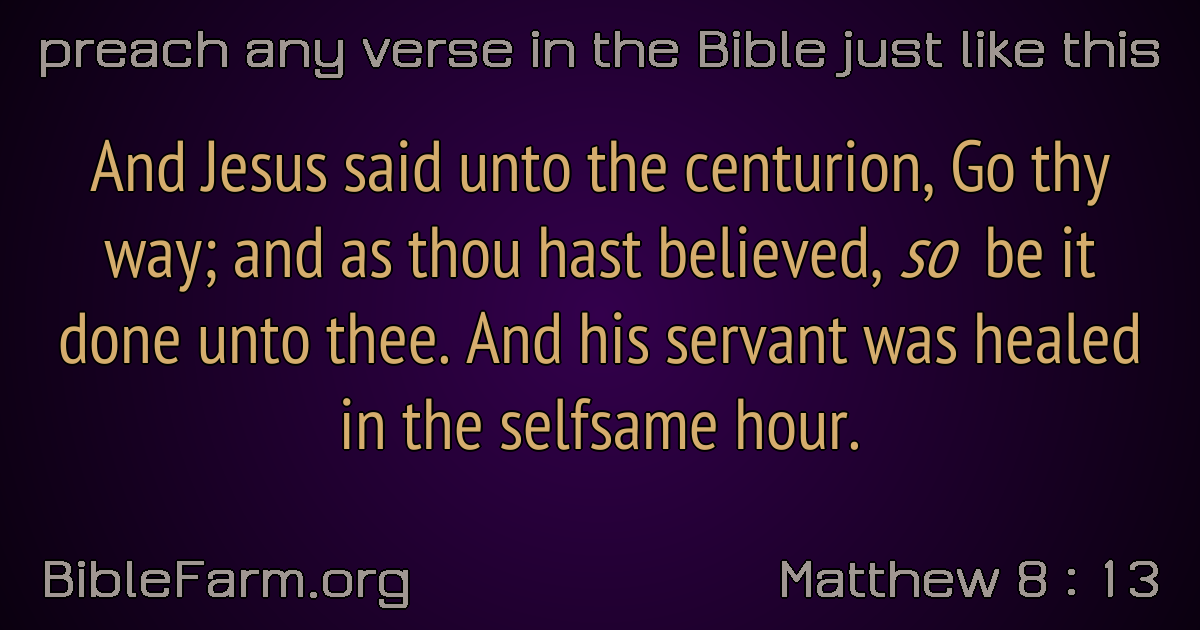 preach any verse in the Bible just like this
And Jesus said unto the centurion, Go thy
way; and as thou hast believed, so be it
done unto thee. And his servant was healed
in the selfsame hour.
BibleFarm.org
Matthew 8 : 13